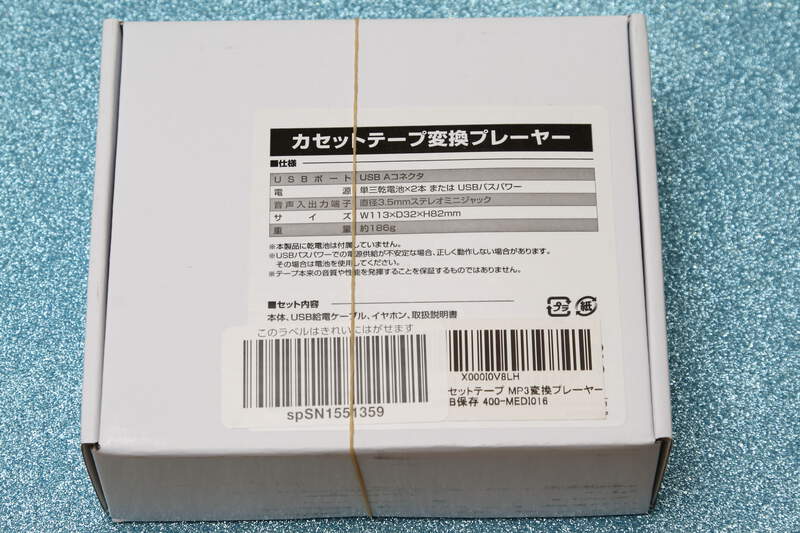 カセットテープ変換プレーヤー
■仕様
USBポート USB Aコネクタ
電源 単三乾電池×2本 または USBバスパワー
音声入出力端子 直径3.5mmステレオミニジャック
サイズ W113×D32×H82mm
重量 約186g
※本製品に乾電池は付属していません。
※USBバスパワーでの電源供給が不安定な場合、正しく動作しない場合があります。
その場合は電池を使用してください。
※テープ本来の音質や性能を発揮することを保証するものではありません。
■セット内容
本体、USB給電ケーブル、イヤホン、取扱説明書
プラ 紙
このラベルはきれいにはがせます
spSN1551359
X000I0V8LH
セットテープ MP3変換プレーヤー
B保存 400-MEDI016